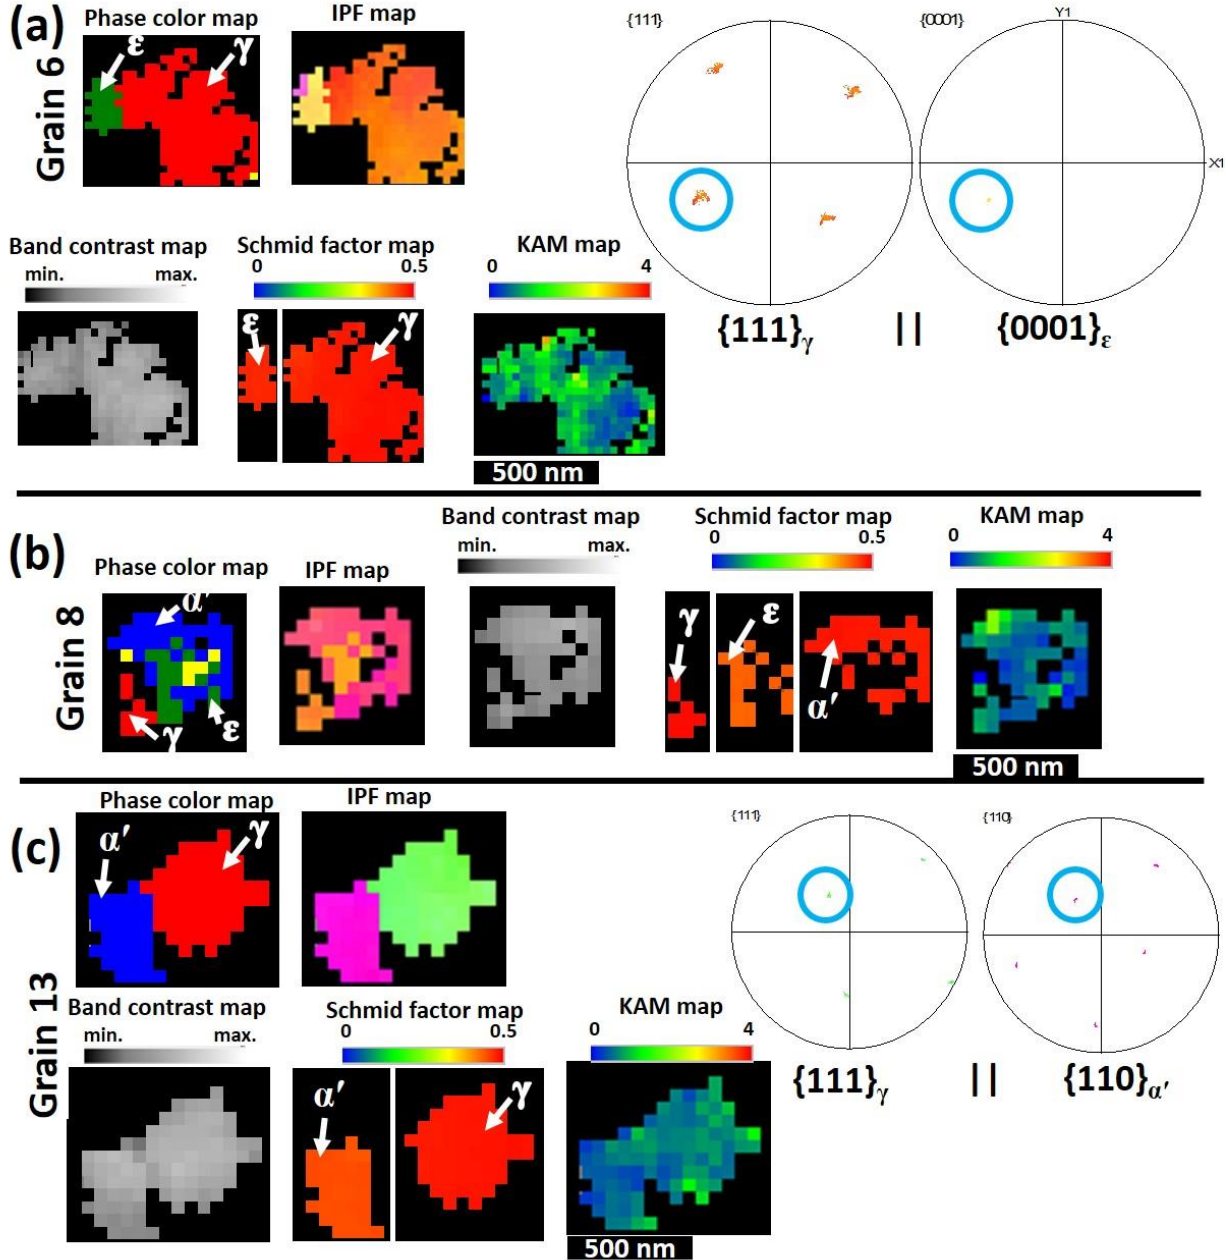 (a)
Grain 6
Phase color map
ε
γ
IPF map
{111}
{0001}
Y1
X1
Band contrast map
min.
max.
Schmid factor map
0
0.5
ε
γ
KAM map
0
4
500 nm
{111}γ || {0001}ε
(b)
Grain 8
Phase color map
α′
γ
ε
IPF map
Band contrast map
min.
max.
Schmid factor map
0
0.5
γ
ε
α′
KAM map
0
4
500 nm
(c)
Grain 13
Phase color map
α′
γ
IPF map
{111}
{110}
Band contrast map
min.
max.
Schmid factor map
0
0.5
α′
γ
KAM map
0
4
500 nm
{111}γ || {110}α′